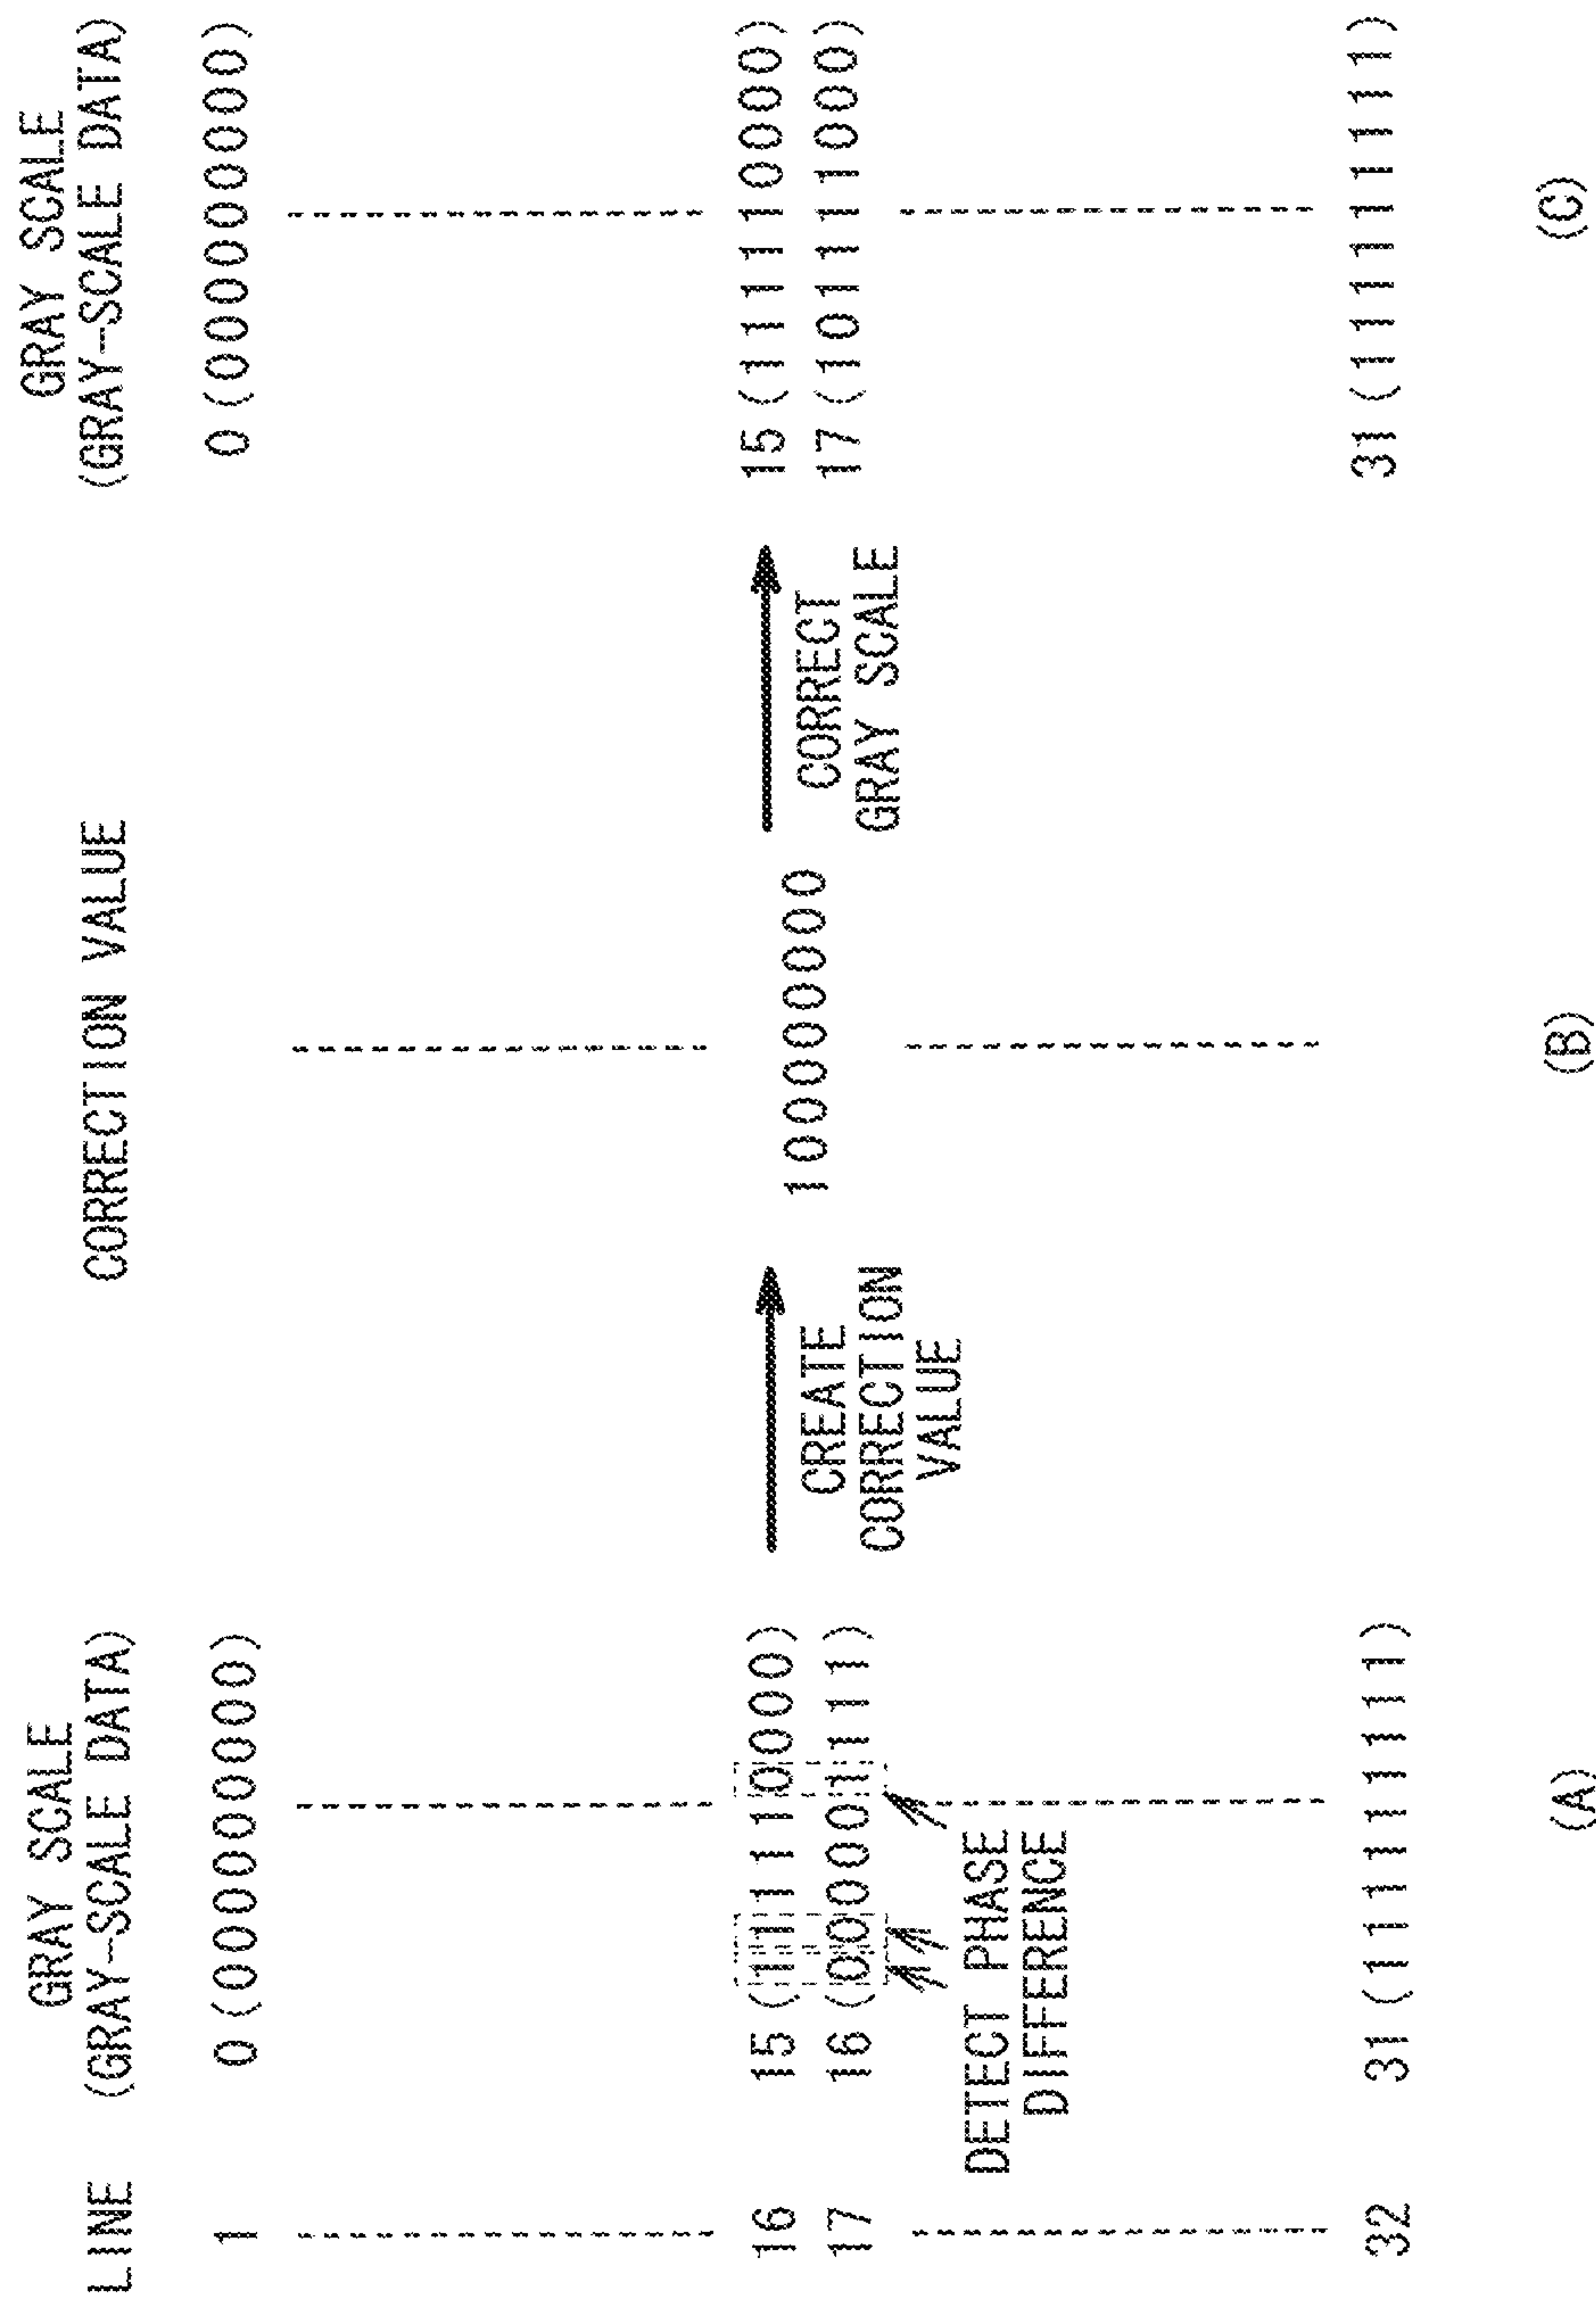 GRAY SCALE
LINE (GRAY-SCALE DATA)
1 0(000000000)
16 15(111110000)
17 16(000001111)
DETECT PHASE
DIFFERENCE
32 31(111111111)
(A)
CREATE
CORRECTION
VALUE
CORRECTION VALUE
100000000
(B)
CORRECT
GRAY SCALE
GRAY SCALE
(GRAY-SCALE DATA)
0(000000000)
15(111110000)
17(101111000)
31(111111111)
(C)